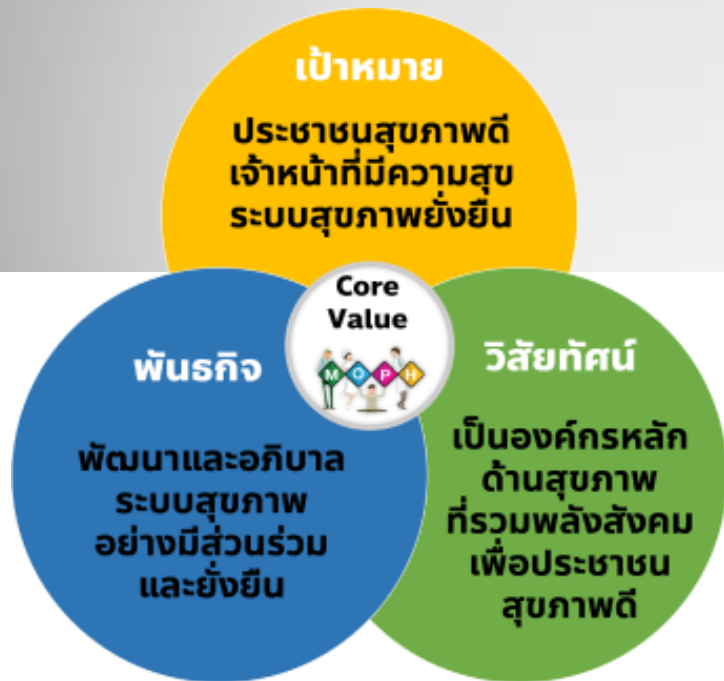 เป้าหมาย
ประชาชนสุขภาพดี
เจ้าหน้าที่มีความสุข
ระบบสุขภาพยั่งยืน
Core
Value
MOPH
พันธกิจ
พัฒนาและอภิบาล
ระบบสุขภาพ
อย่างมีส่วนร่วม
และยั่งยืน
วิสัยทัศน์
เป็นองค์กรหลัก
ด้านสุขภาพ
ที่รวมพลังสังคม
เพื่อประชาชน
สุขภาพดี